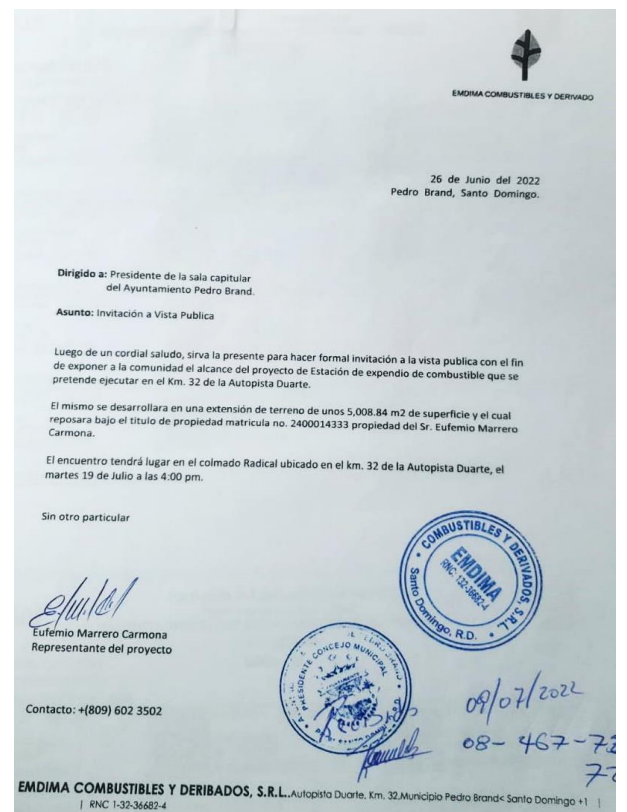 EMDIMA COMBUSTIBLES Y DERIVADO
26 de Junio del 2022
Pedro Brand, Santo Domingo.
Dirigido a: Presidente de la sala capitular
del Ayuntamiento Pedro Brand.
Asunto: Invitación a Vista Publica
Luego de un cordial saludo, sirva la presente para hacer formal invitación a la vista publica con el fin
de exponer a la comunidad el alcance del proyecto de Estación de expendio de combustible que se
pretende ejecutar en el Km. 32 de la Autopista Duarte.
El mismo se desarrollara en una extensión de terreno de unos 5,008.84 m2 de superficie y el cual
reposara bajo el titulo de propiedad matricula no. 2400014333 propiedad del Sr. Eufemio Marrero
Carmona.
El encuentro tendrá lugar en el colmado Radical ubicado en el km. 32 de la Autopista Duarte, el
martes 19 de Julio a las 4:00 pm.
Sin otro particular
COMBUSTIBLES Y DERIVADOS, S.R.L.
EMDIMA
RNC: 132-36682-4
Santo Domingo, R.D.
Eufemio Marrero Carmona
Representante del proyecto
PRESIDENTE CONCEJO MUNICIPAL
Contacto: +(809) 602 3502
09/07/2022
08-467-72
72
EMDIMA COMBUSTIBLES Y DERIBADOS, S.R.L..Autopista Duarte, Km. 32,Municipio Pedro Brand< Santo Domingo +1 |
| RNC 1-32-36682-4